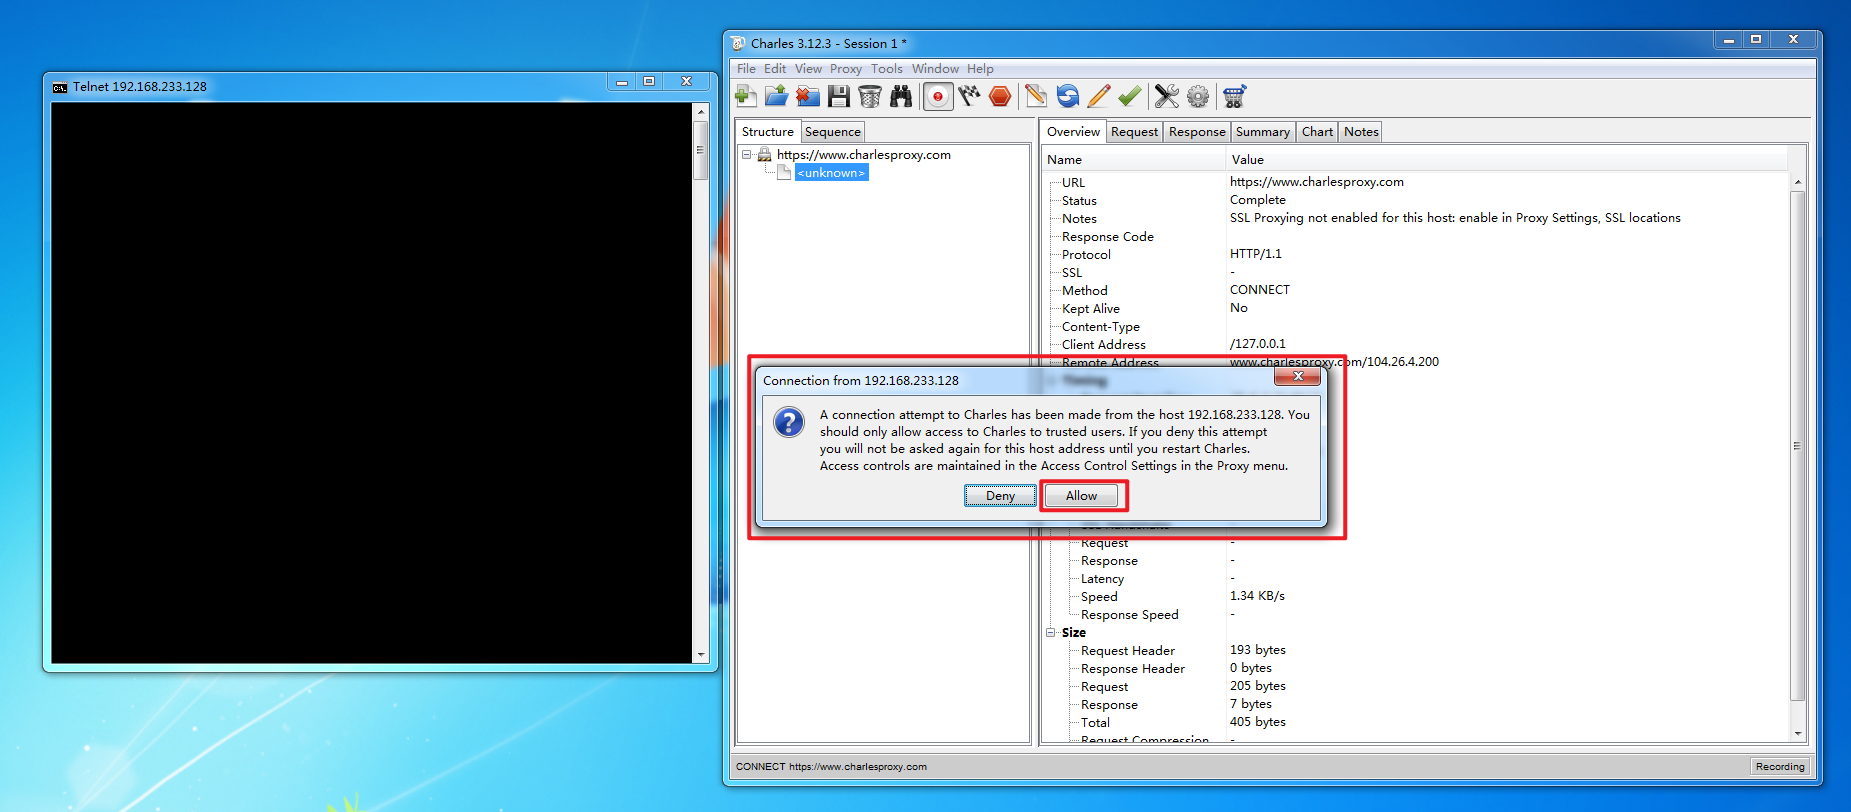 Telnet 192.168.233.128
Charles 3.12.3 - Session 1 *
File Edit View Proxy Tools Window Help
Structure Sequence
https://www.charlesproxy.com
<unknown>
Overview Request Response Summary Chart Notes
Name Value
URL https://www.charlesproxy.com
Status Complete
Notes SSL Proxying not enabled for this host: enable in Proxy Settings, SSL locations
Response Code
Protocol HTTP/1.1
SSL -
Method CONNECT
Kept Alive No
Content-Type
Client Address /127.0.0.1
Remote Address www.charlesproxy.com/104.26.4.200
Timing
Connection from 192.168.233.128
A connection attempt to Charles has been made from the host 192.168.233.128. You
should only allow access to Charles to trusted users. If you deny this attempt
you will not be asked again for this host address until you restart Charles.
Access controls are maintained in the Access Control Settings in the Proxy menu.
Deny Allow
Request -
Response -
Latency -
Speed 1.34 KB/s
Response Speed -
Size
Request Header 193 bytes
Response Header 0 bytes
Request 205 bytes
Response 7 bytes
Total 405 bytes
Request Compression -
CONNECT https://www.charlesproxy.com
Recording